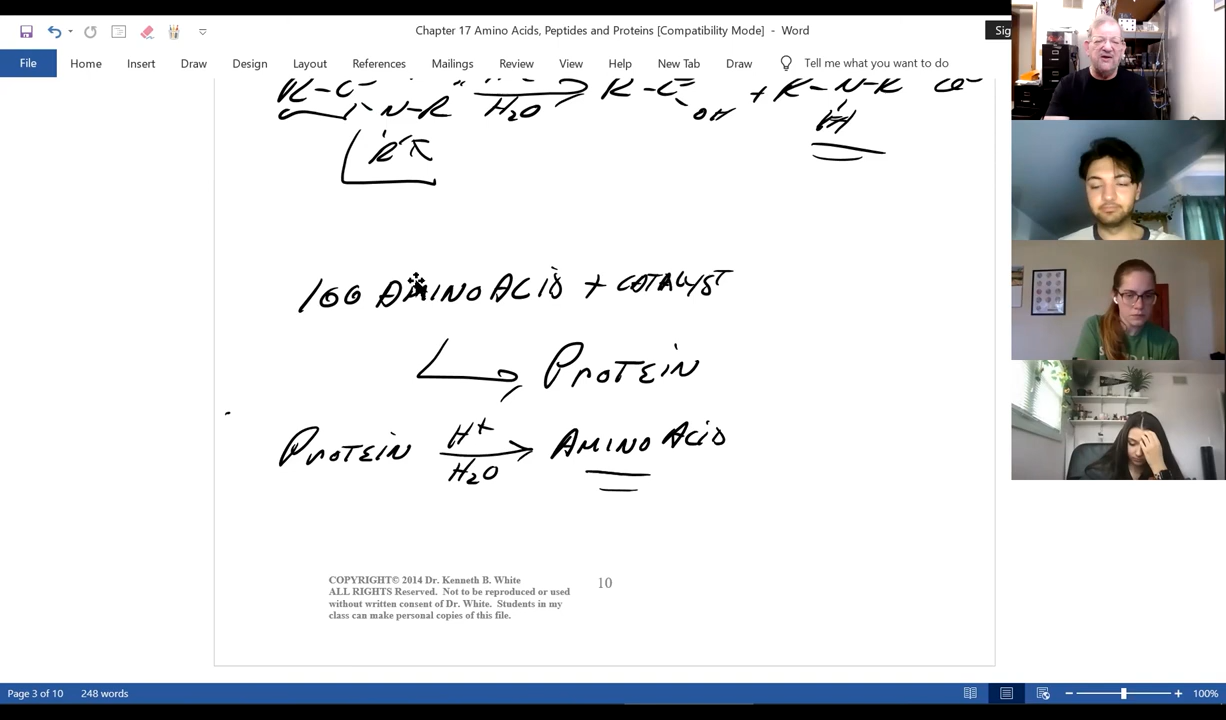 Chapter 17 Amino Acids, Peptides and Proteins [Compatibility Mode] - Word
Sig
File Home Insert Draw Design Layout References Mailings Review View Help New Tab Draw Tell me what you want to do
R-C N-R H2O R-C OH + R-N-R
R
100 AMINO ACID + CATALYST
PROTEIN
PROTEIN H+ H2O AMINO ACID
COPYRIGHT© 2014 Dr. Kenneth B. White
ALL RIGHTS Reserved. Not to be reproduced or used
without written consent of Dr. White. Students in my
class can make personal copies of this file.
10
Page 3 of 10 248 words 100%